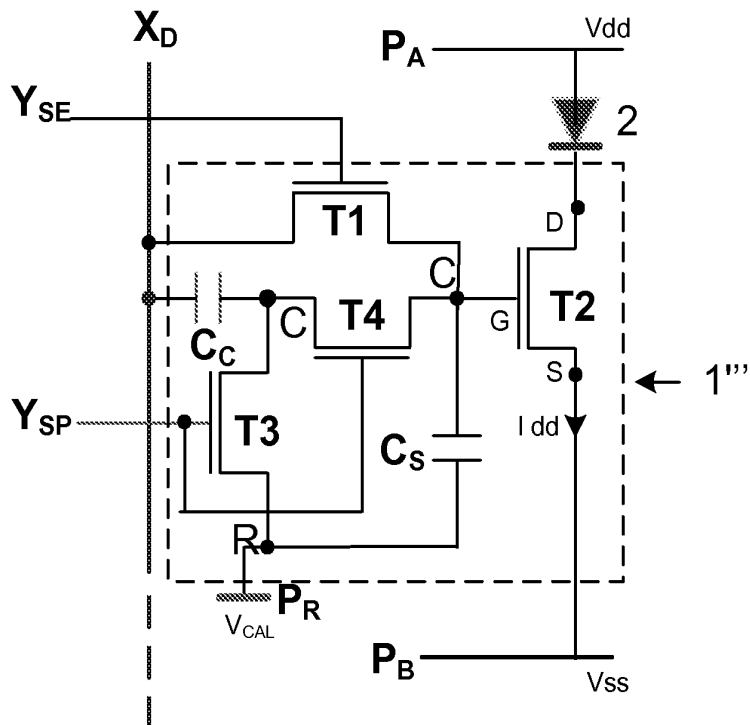 X_D
P_A
Vdd
Y_SE
2
T1
D
C
C
T4
G
T2
C_C
S
1'''
Y_SP
T3
I dd
C_S
R
P_R
V_CAL
P_B
Vss